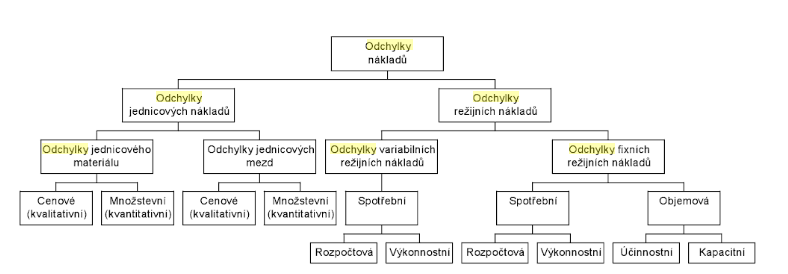 Odchylky
nákladů
Odchylky
jednicových nákladů
Odchylky
režijních nákladů
Odchylky jednicového
materiálu
Odchylky jednicových
mezd
Odchylky variabilních
režijních nákladů
Odchylky fixních
režijních nákladů
Cenové
(kvalitativní)
Množstevní
(kvantitativní)
Cenové
(kvalitativní)
Množstevní
(kvantitativní)
Spotřební
Spotřební
Objemová
Rozpočtová
Výkonnostní
Rozpočtová
Výkonnostní
Účinnostní
Kapacitní